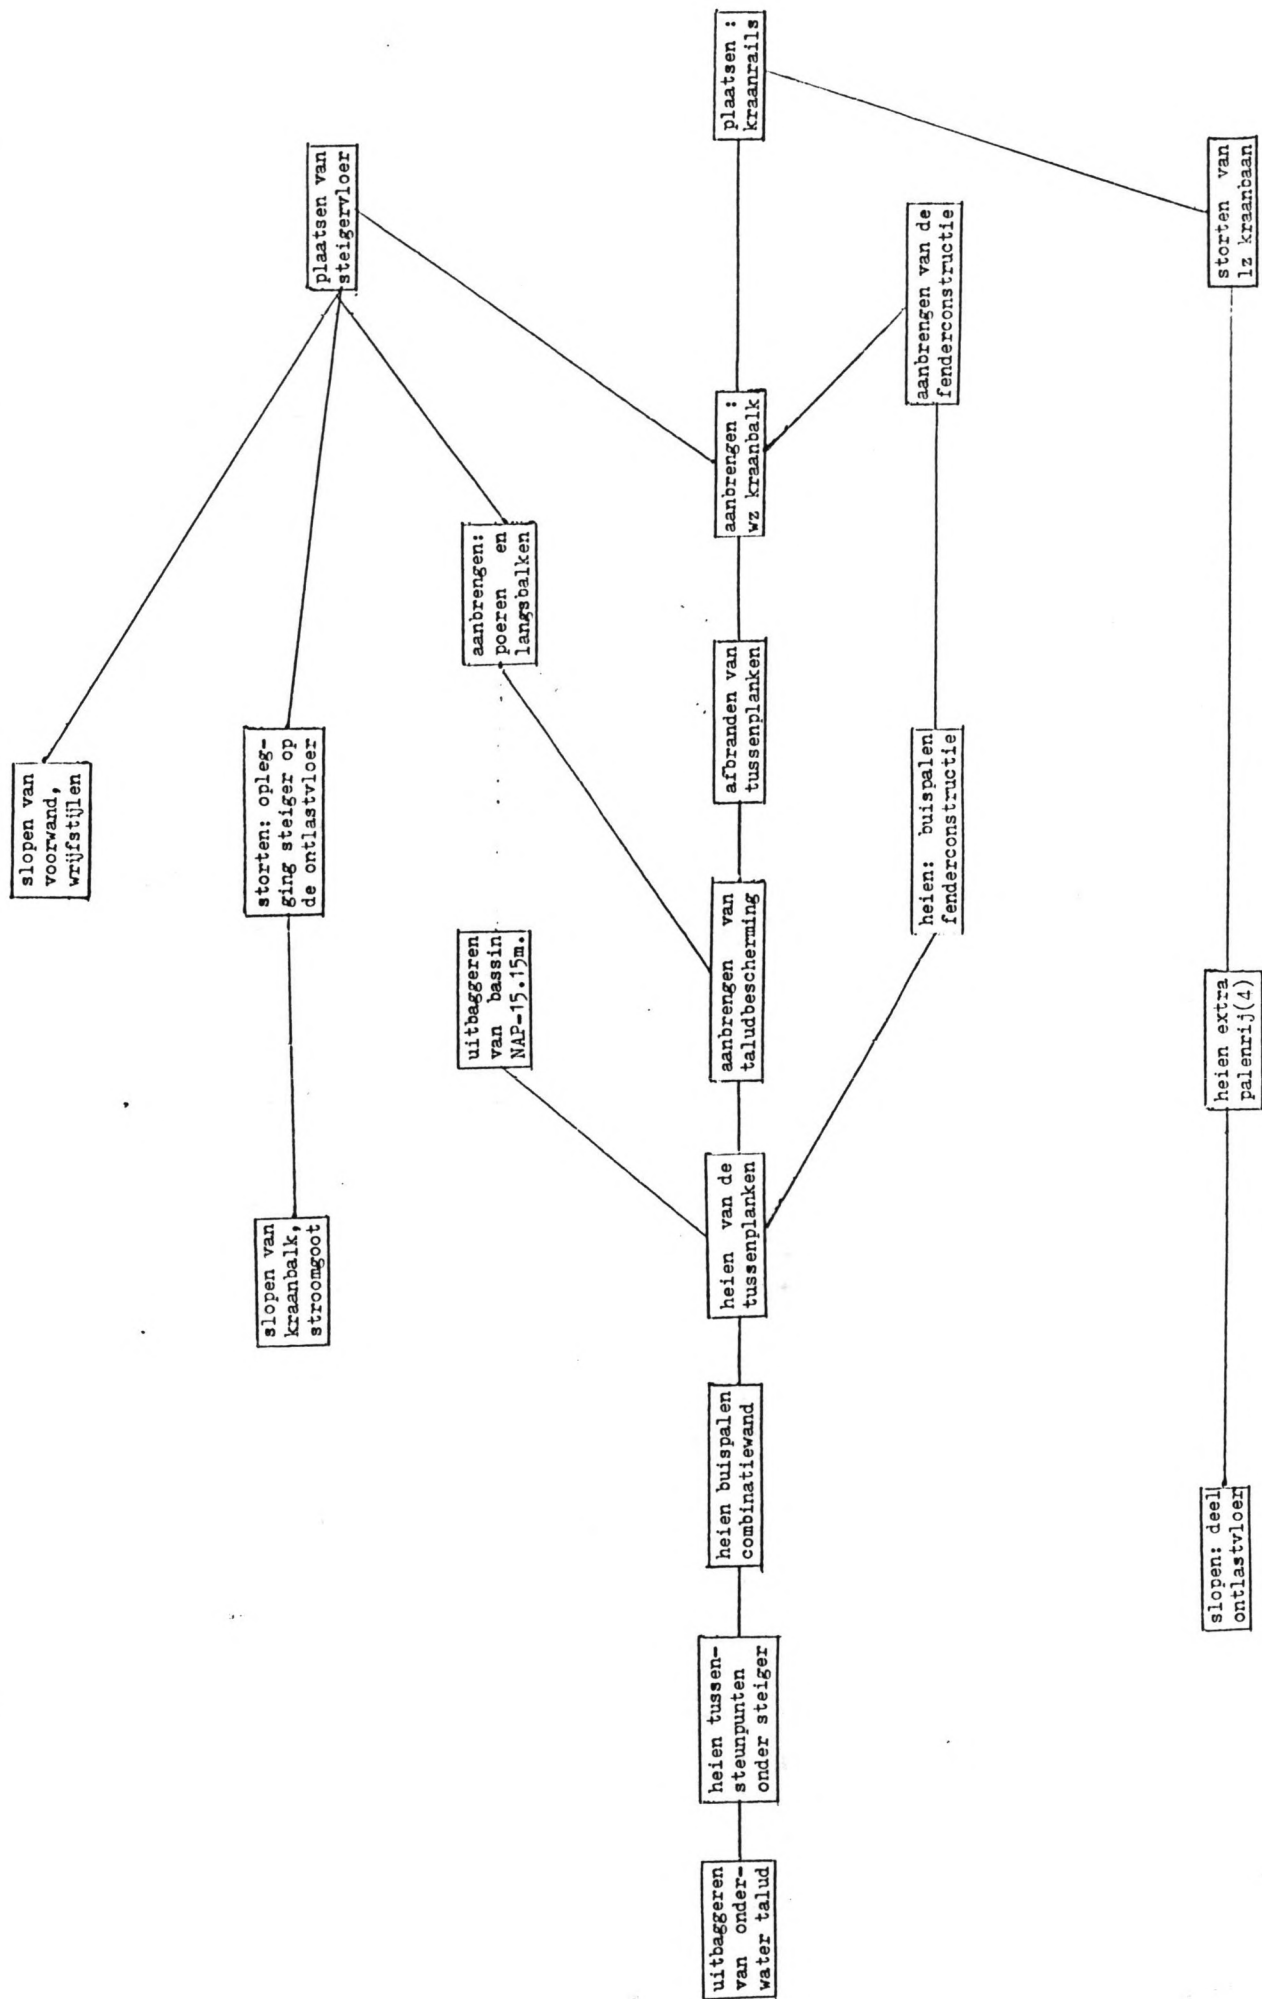 slopen van
voorwand,
wrijfstijlen
plaatsen van
steigervloer
slopen van
kraanbalk,
stroomgoot
storten: opleg-
ging steiger op
de ontlastvloer
uitbaggeren
van bassin
NAP-15.15m.
aanbrengen:
poeren en
langsbalken
uitbaggeren
van onder-
water talud
heien tussen-
steunpunten
onder steiger
heien buispalen
combinatiewand
heien van de
tussenplanken
aanbrengen van
taludbescherming
afbranden van
tussenplanken
aanbrengen :
wz kraanbalk
plaatsen :
kraanrails
heien: buispalen
fenderconstructie
aanbrengen van de
fenderconstructie
slopen: deel
ontlastvloer
heien extra
palenrij(4)
storten van
lz kraanbaan